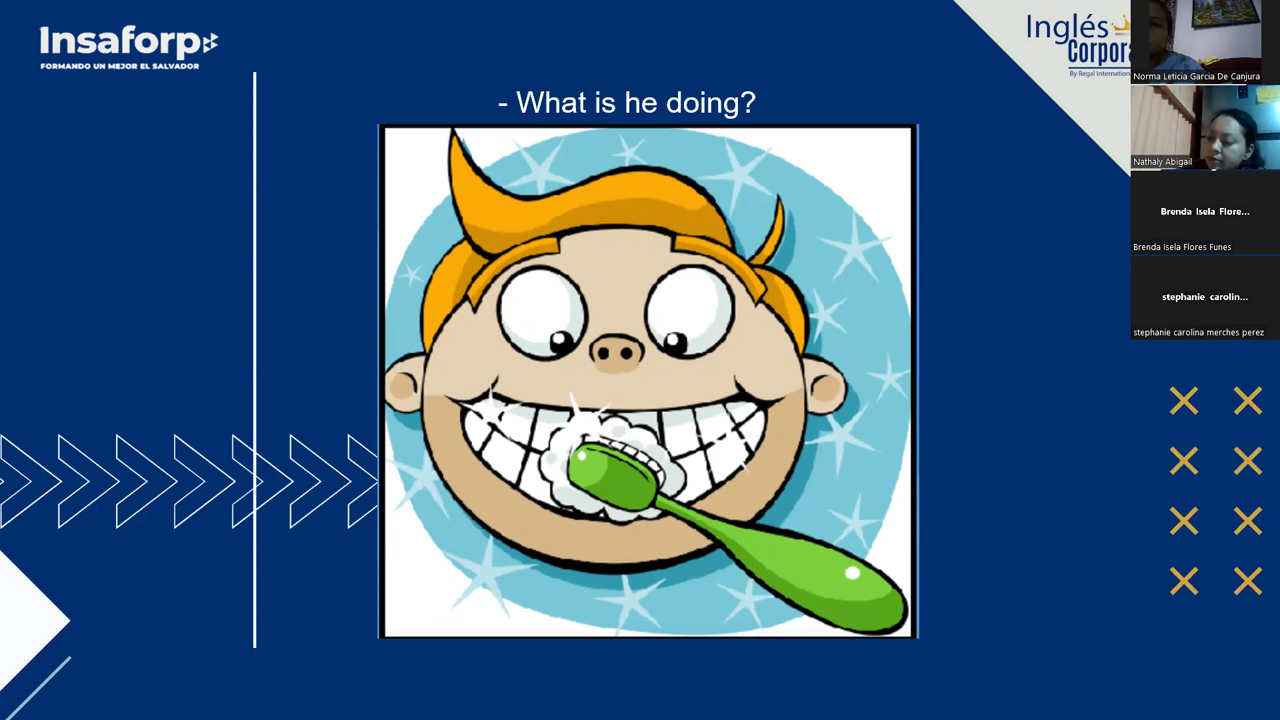 Insaforp
FORMANDO UN MEJOR EL SALVADOR
Inglés
Corpora
By Regal Internation
- What is he doing?
Norma Leticia Garcia De Canjura
Nathaly Abigail
Brenda Isela Flore...
Brenda Isela Flores Funes
stephanie carolin...
stephanie carolina merches perez